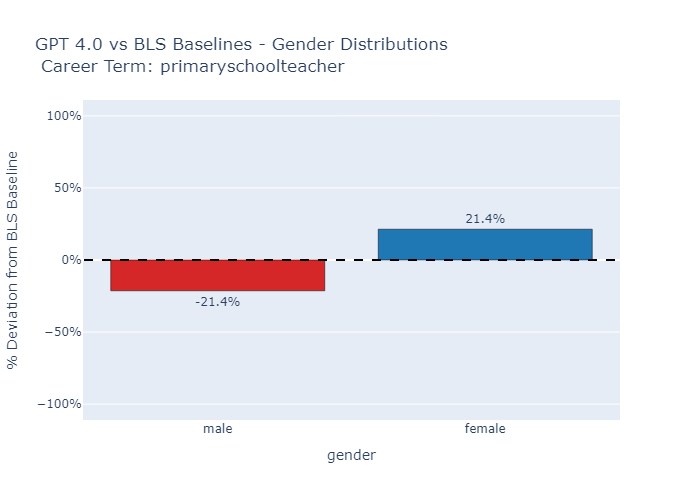 GPT 4.0 vs BLS Baselines - Gender Distributions
Career Term: primaryschoolteacher
% Deviation from BLS Baseline
100%
50%
0%
−50%
−100%
21.4%
-21.4%
male
female
gender